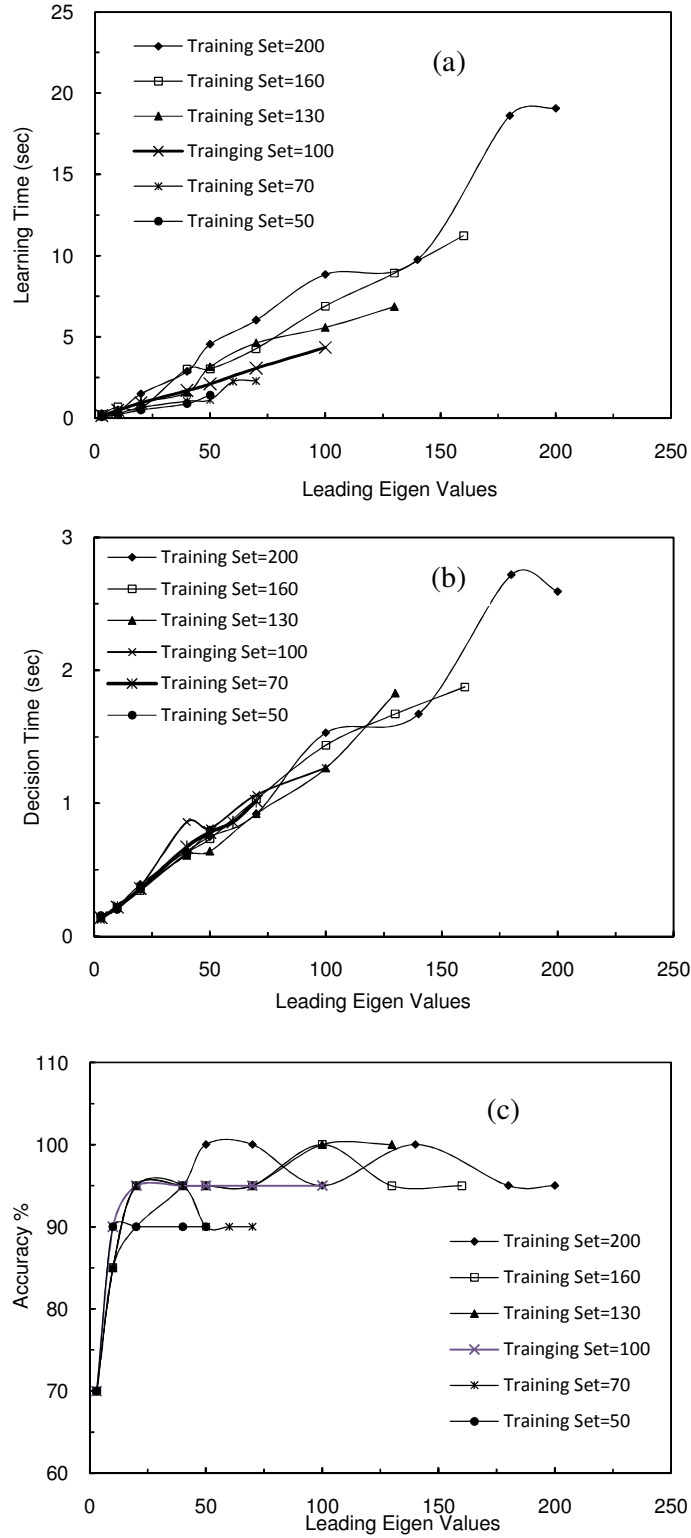 25
20
15
10
5
0
Learning Time (sec)
(a)
Training Set=200
Training Set=160
Training Set=130
Trainging Set=100
Training Set=70
Training Set=50
0 50 100 150 200 250
Leading Eigen Values
3
2
1
0
Decision Time (sec)
(b)
Training Set=200
Training Set=160
Training Set=130
Trainging Set=100
Training Set=70
Training Set=50
0 50 100 150 200 250
Leading Eigen Values
110
100
90
80
70
60
Accuracy %
(c)
Training Set=200
Training Set=160
Training Set=130
Trainging Set=100
Training Set=70
Training Set=50
0 50 100 150 200 250
Leading Eigen Values